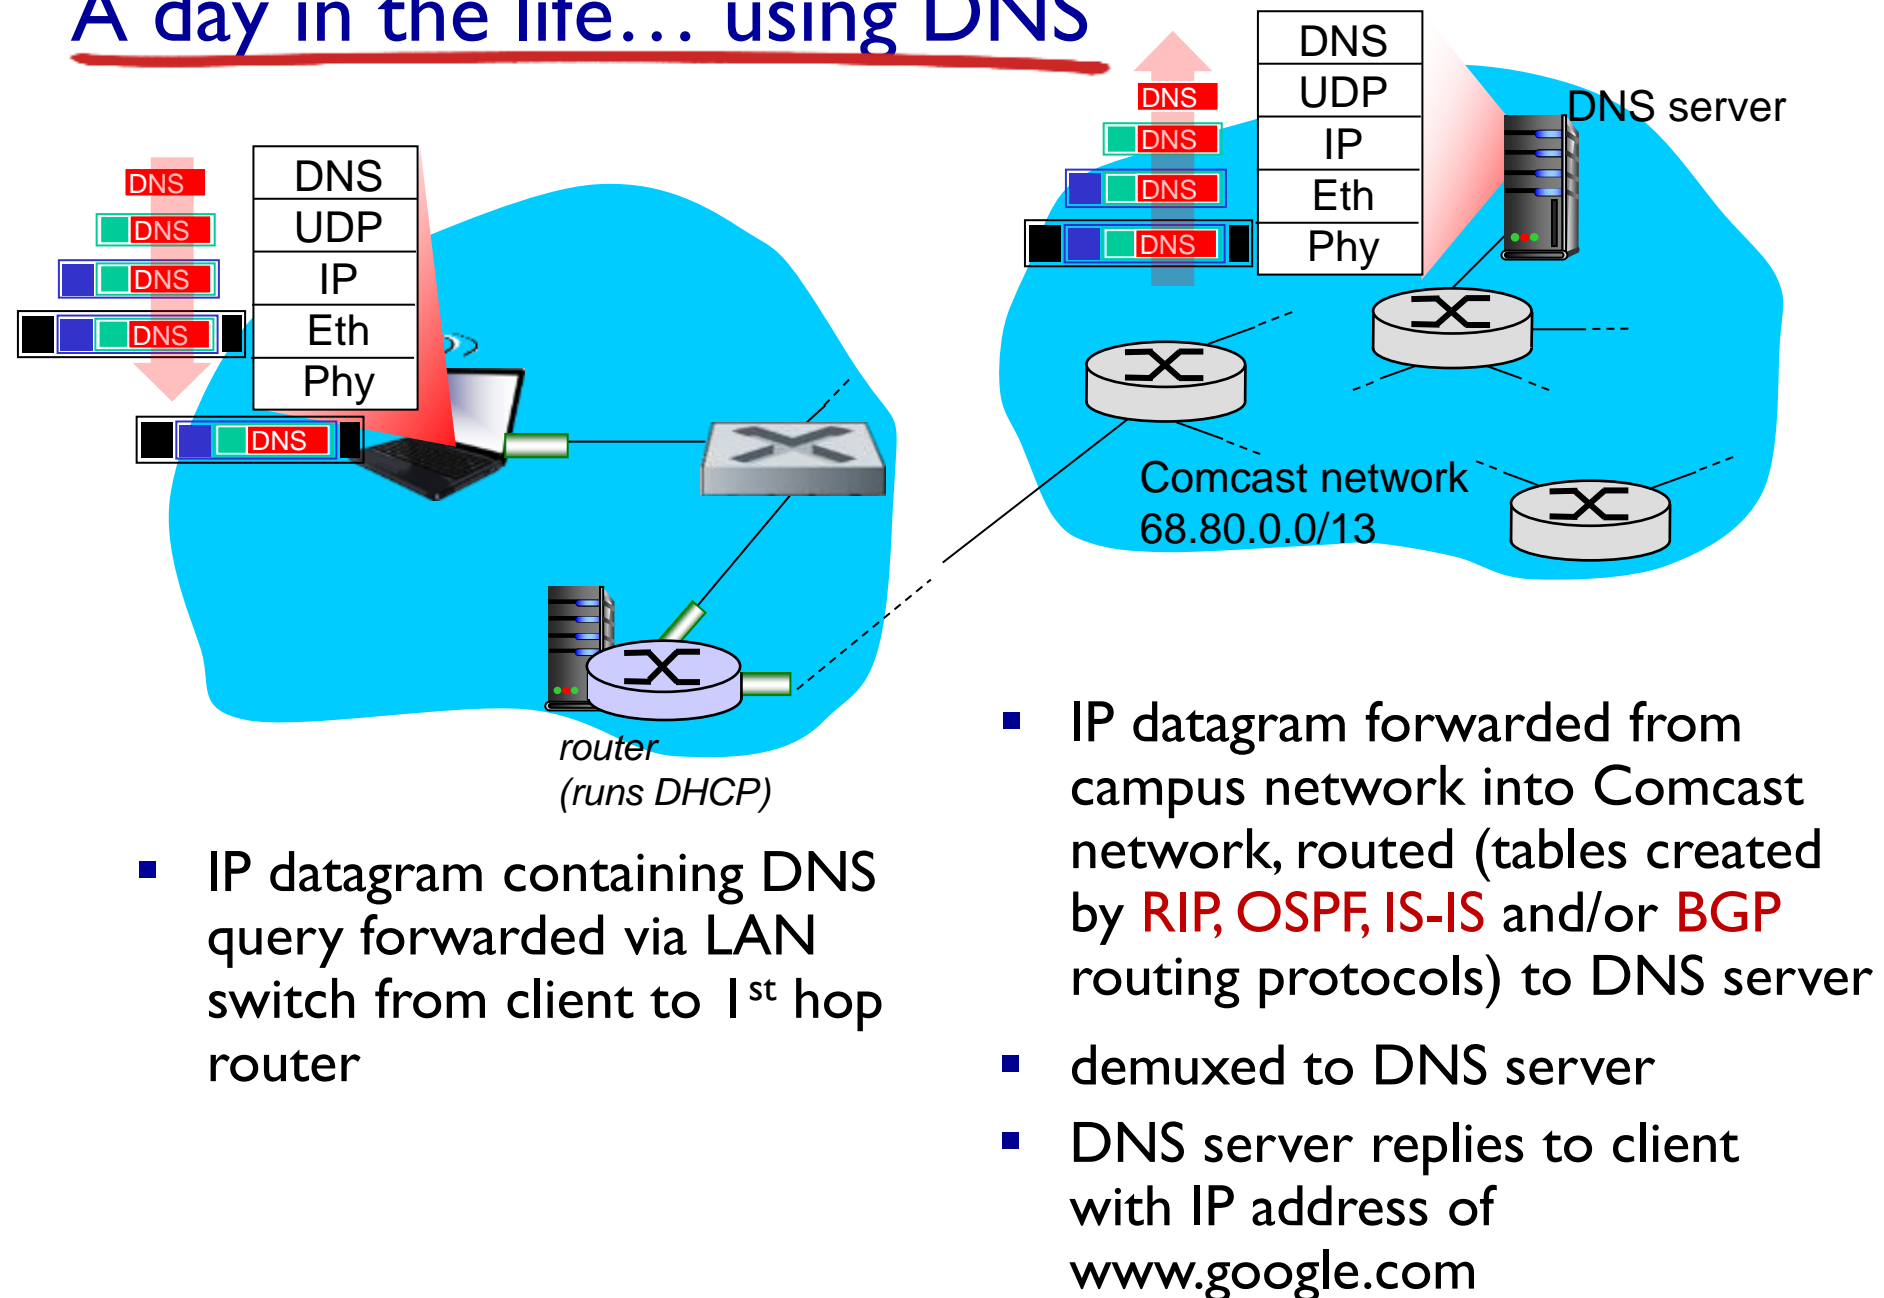 A day in the life… using DNS
DNS
DNS
DNS
DNS
DNS
UDP
IP
Eth
Phy
DNS
router
(runs DHCP)
DNS
DNS
DNS
DNS
DNS
UDP
IP
Eth
Phy
DNS server
Comcast network
68.80.0.0/13
▪ IP datagram containing DNS
query forwarded via LAN
switch from client to 1st hop
router
▪ IP datagram forwarded from
campus network into Comcast
network, routed (tables created
by RIP, OSPF, IS-IS and/or BGP
routing protocols) to DNS server
▪ demuxed to DNS server
▪ DNS server replies to client
with IP address of
www.google.com